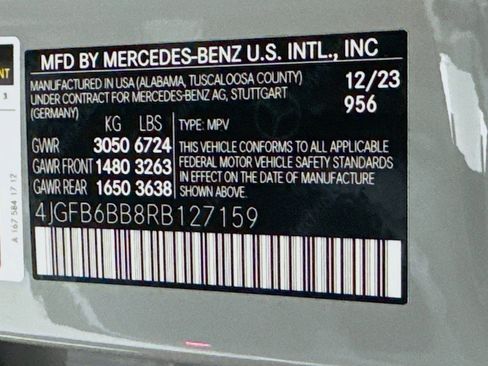 MFD BY MERCEDES-BENZ U.S. INTL., INC
MANUFACTURED IN USA (ALABAMA, TUSCALOOSA COUNTY)
UNDER CONTRACT FOR MERCEDES-BENZ AG, STUTTGART
(GERMANY)
12/23
956
KG LBS
GVWR 3050 6724
GAWR FRONT 1480 3263
GAWR REAR 1650 3638
TYPE: MPV
THIS VEHICLE CONFORMS TO ALL APPLICABLE
FEDERAL MOTOR VEHICLE SAFETY STANDARDS
IN EFFECT ON THE DATE OF MANUFACTURE
SHOWN ABOVE.
4JGFB6BB8RB127159
NT
3
A 167 584 17 12